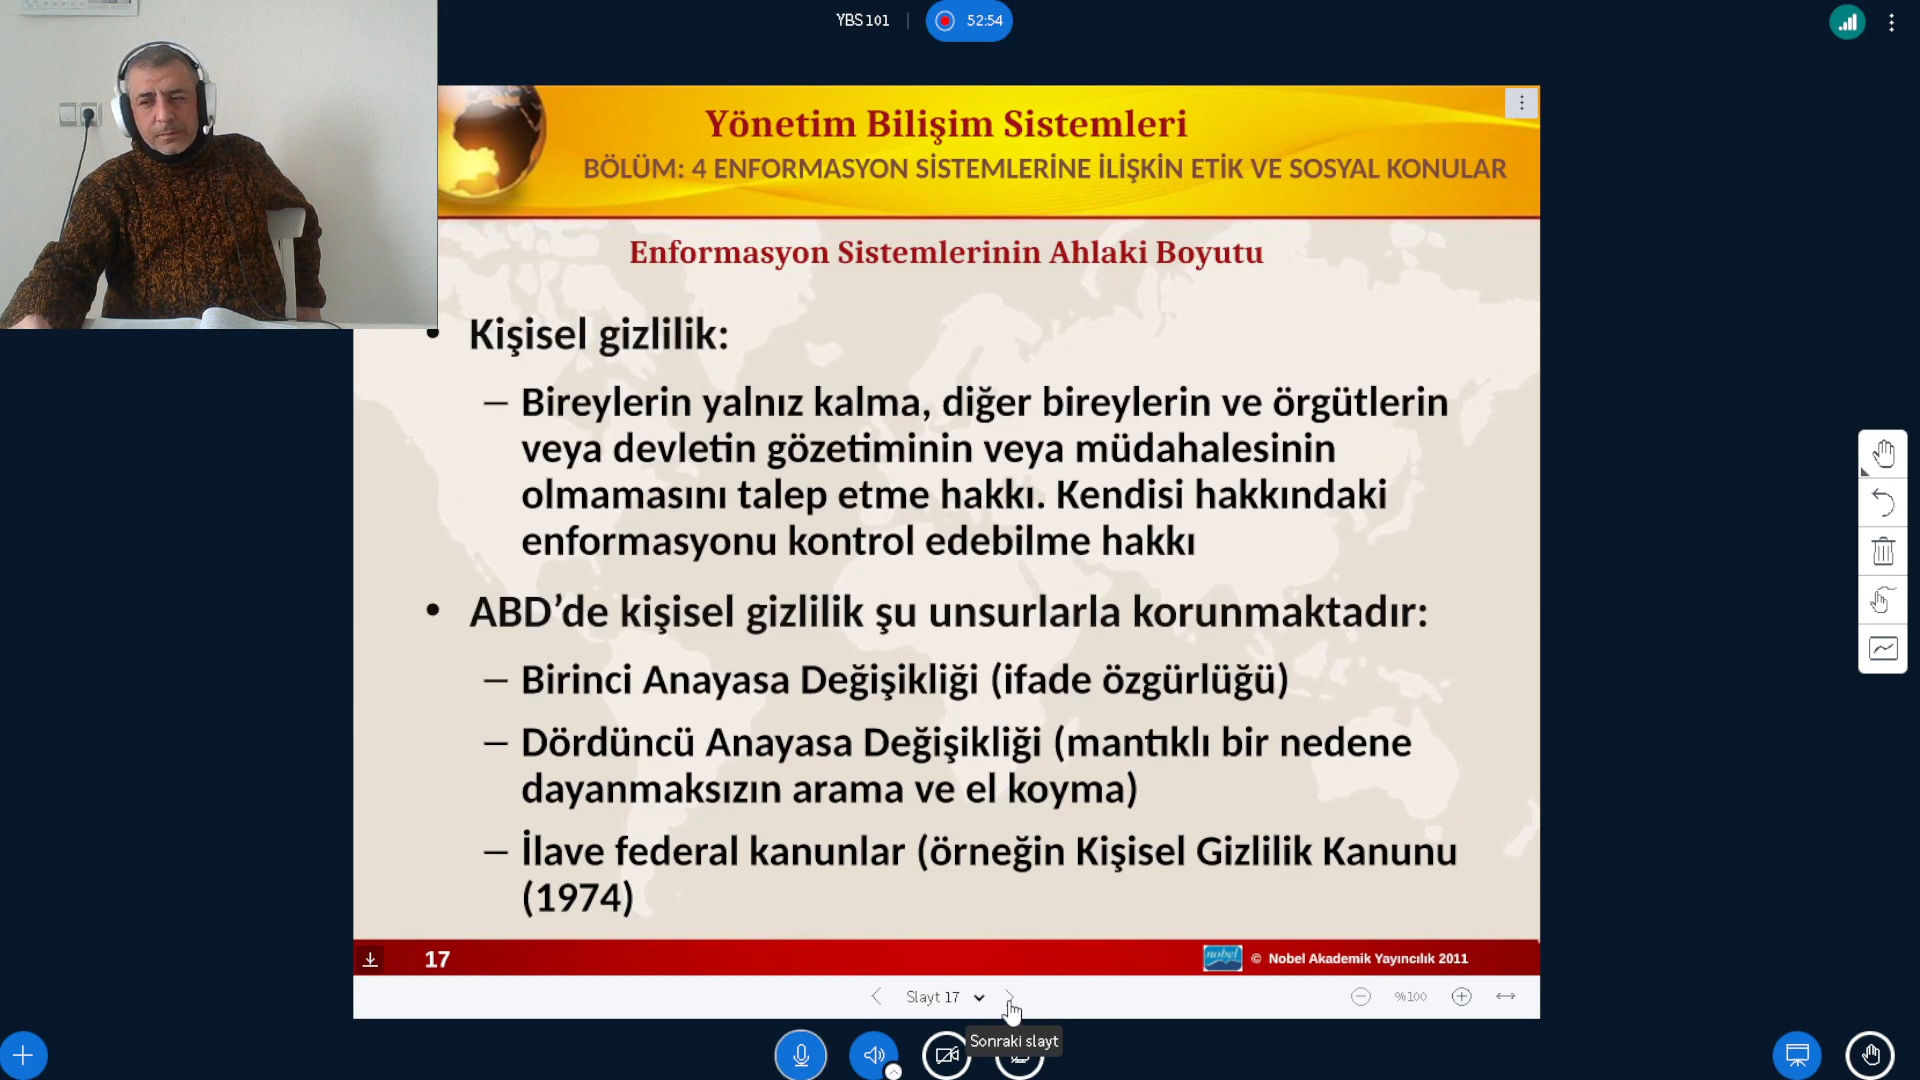 YBS 101
52:54
Yönetim Bilişim Sistemleri
BÖLÜM: 4 ENFORMASYON SİSTEMLERİNE İLİŞKİN ETİK VE SOSYAL KONULAR
Enformasyon Sistemlerinin Ahlaki Boyutu
• Kişisel gizlilik:
– Bireylerin yalnız kalma, diğer bireylerin ve örgütlerin
veya devletin gözetiminin veya müdahalesinin
olmamasını talep etme hakkı. Kendisi hakkındaki
enformasyonu kontrol edebilme hakkı
• ABD’de kişisel gizlilik şu unsurlarla korunmaktadır:
– Birinci Anayasa Değişikliği (ifade özgürlüğü)
– Dördüncü Anayasa Değişikliği (mantıklı bir nedene
dayanmaksızın arama ve el koyma)
– İlave federal kanunlar (örneğin Kişisel Gizlilik Kanunu
(1974)
17
nobel
© Nobel Akademik Yayıncılık 2011
Slayt 17
%100
Sonraki slayt